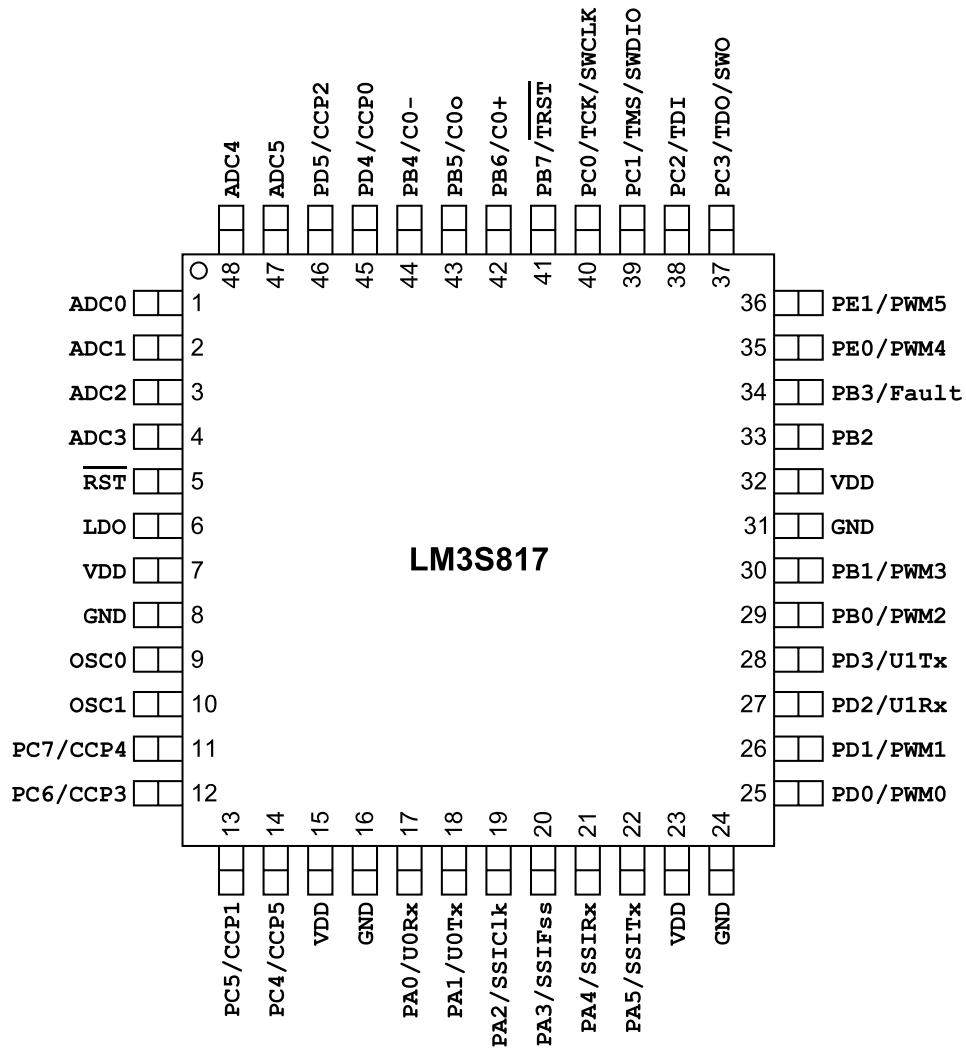 ADC4
ADC5
PD5/CCP2
PD4/CCP0
PB4/C0-
PB5/C0o
PB6/C0+
PB7/TRST
PC0/TCK/SWCLK
PC1/TMS/SWDIO
PC2/TDI
PC3/TDO/SWO
48
47
46
45
44
43
42
41
40
39
38
37
ADC0 1
ADC1 2
ADC2 3
ADC3 4
RST 5
LDO 6
VDD 7
GND 8
OSC0 9
OSC1 10
PC7/CCP4 11
PC6/CCP3 12
LM3S817
36 PE1/PWM5
35 PE0/PWM4
34 PB3/Fault
33 PB2
32 VDD
31 GND
30 PB1/PWM3
29 PB0/PWM2
28 PD3/U1Tx
27 PD2/U1Rx
26 PD1/PWM1
25 PD0/PWM0
13
14
15
16
17
18
19
20
21
22
23
24
PC5/CCP1
PC4/CCP5
VDD
GND
PA0/U0Rx
PA1/U0Tx
PA2/SSIClk
PA3/SSIFss
PA4/SSIRx
PA5/SSITx
VDD
GND